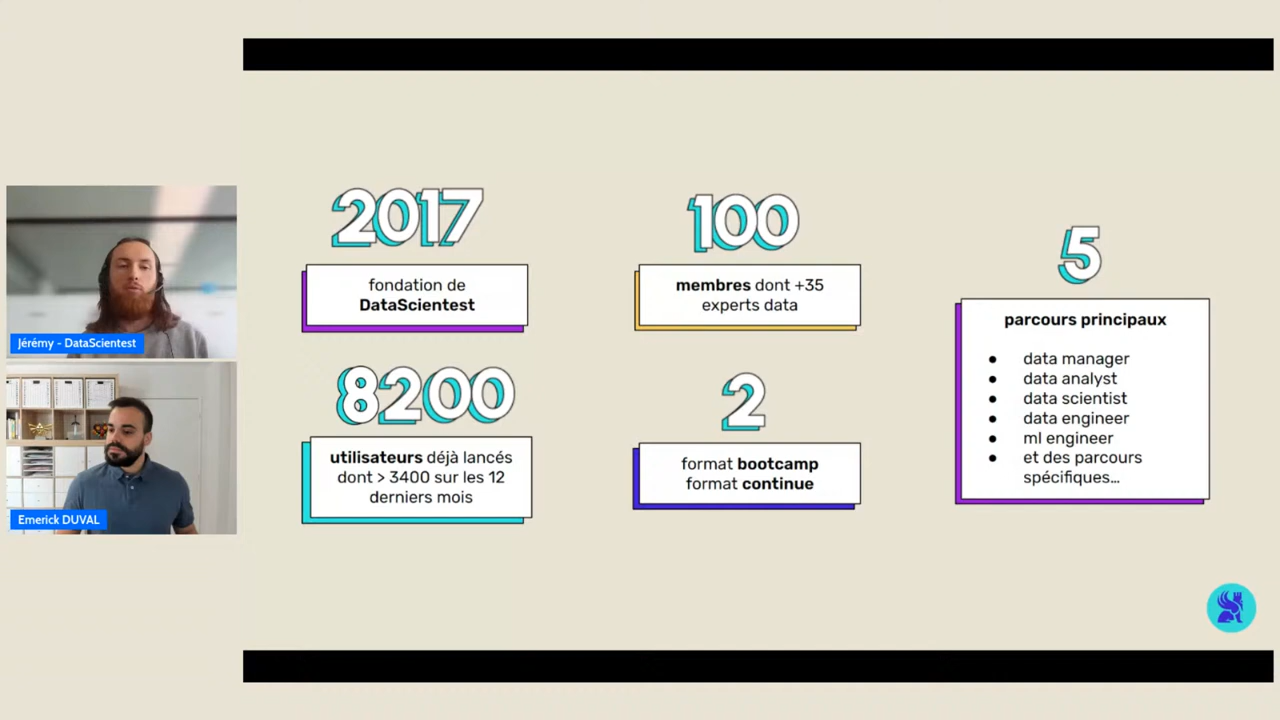 Jérémy - DataScientest
Emerick DUVAL
2017
fondation de
DataScientest
8200
utilisateurs déjà lancés
dont > 3400 sur les 12
derniers mois
100
membres dont +35
experts data
2
format bootcamp
format continue
5
parcours principaux
● data manager
● data analyst
● data scientist
● data engineer
● ml engineer
● et des parcours
spécifiques...